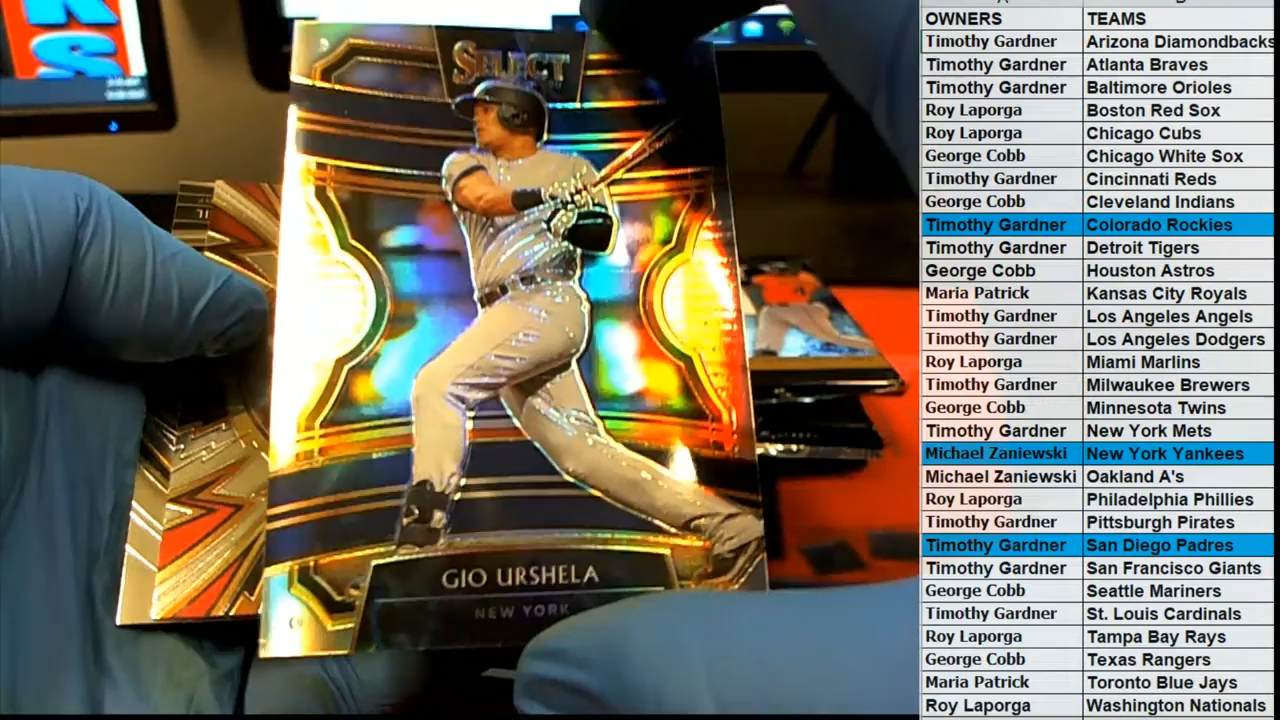 KS
SELECT
GIO URSHELA
NEW YORK
OWNERS TEAMS
Timothy Gardner Arizona Diamondbacks
Timothy Gardner Atlanta Braves
Timothy Gardner Baltimore Orioles
Roy Laporga Boston Red Sox
Roy Laporga Chicago Cubs
George Cobb Chicago White Sox
Timothy Gardner Cincinnati Reds
George Cobb Cleveland Indians
Timothy Gardner Colorado Rockies
Timothy Gardner Detroit Tigers
George Cobb Houston Astros
Maria Patrick Kansas City Royals
Timothy Gardner Los Angeles Angels
Timothy Gardner Los Angeles Dodgers
Roy Laporga Miami Marlins
Timothy Gardner Milwaukee Brewers
George Cobb Minnesota Twins
Timothy Gardner New York Mets
Michael Zaniewski New York Yankees
Michael Zaniewski Oakland A's
Roy Laporga Philadelphia Phillies
Timothy Gardner Pittsburgh Pirates
Timothy Gardner San Diego Padres
Timothy Gardner San Francisco Giants
George Cobb Seattle Mariners
Timothy Gardner St. Louis Cardinals
Roy Laporga Tampa Bay Rays
George Cobb Texas Rangers
Maria Patrick Toronto Blue Jays
Roy Laporga Washington Nationals